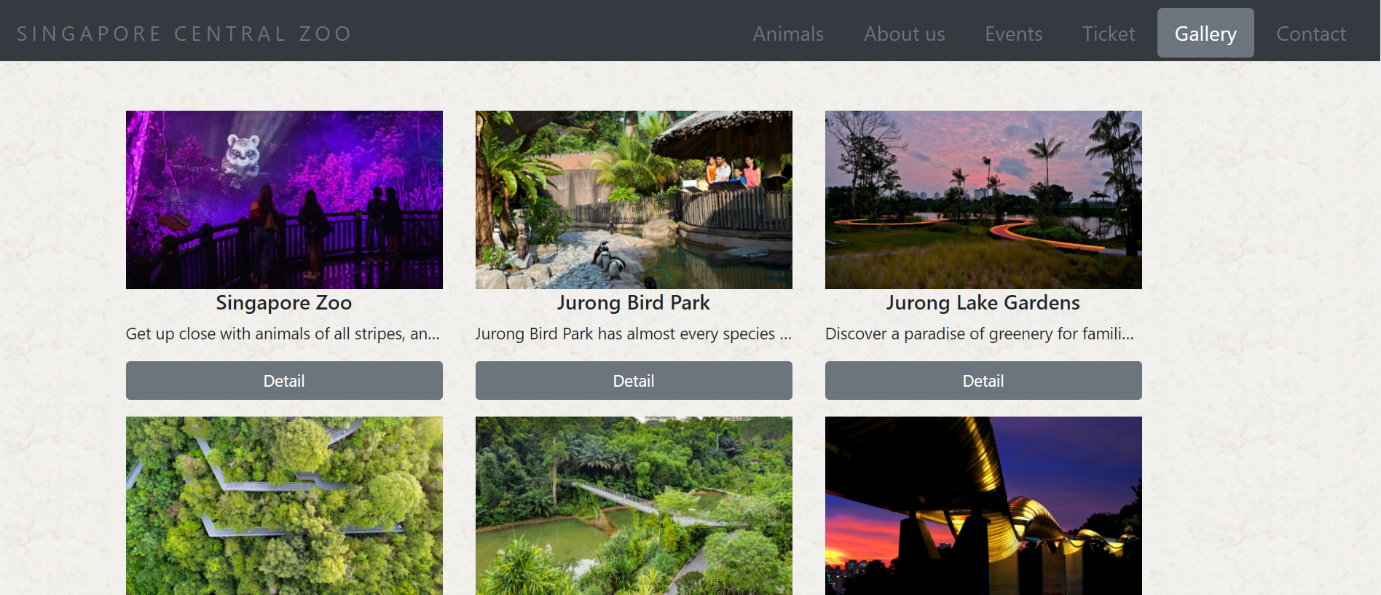 SINGAPORE CENTRAL ZOO
Animals About us Events Ticket Gallery Contact
Singapore Zoo
Get up close with animals of all stripes, an...
Detail
Jurong Bird Park
Jurong Bird Park has almost every species ...
Detail
Jurong Lake Gardens
Discover a paradise of greenery for famili...
Detail